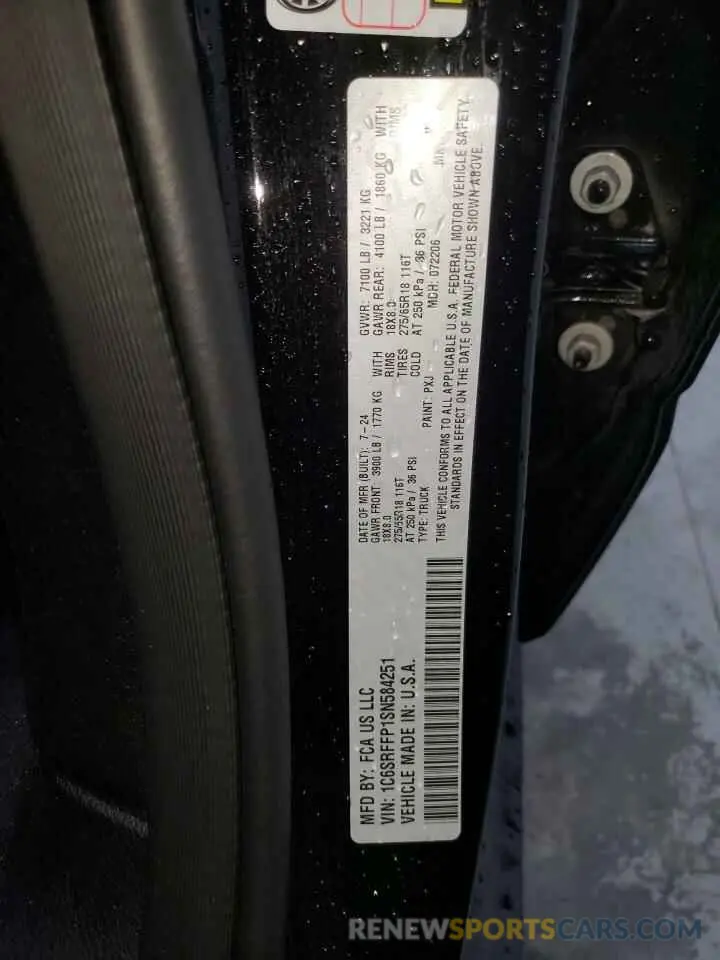 MFD BY: FCA US LLC
VIN: 1C6SRFFP1SN584251
VEHICLE MADE IN: U.S.A.
DATE OF MFR (BUILT): 7-24 GVWR: 7100 LB / 3221 KG
GAWR FRONT: 3900 LB / 1770 KG WITH GAWR REAR: 4100 LB / 1860 KG WITH
18X8.0 RIMS 18X8.0 RIMS
275/65R18 116T TIRES 275/65R18 116T
AT 250 kPa / 36 PSI COLD AT 250 kPa / 36 PSI
TYPE: TRUCK PAINT: PXJ MDH: 072206
THIS VEHICLE CONFORMS TO ALL APPLICABLE U.S.A. FEDERAL MOTOR VEHICLE SAFETY
STANDARDS IN EFFECT ON THE DATE OF MANUFACTURE SHOWN ABOVE.
RENEWSPORTSCARS.COM